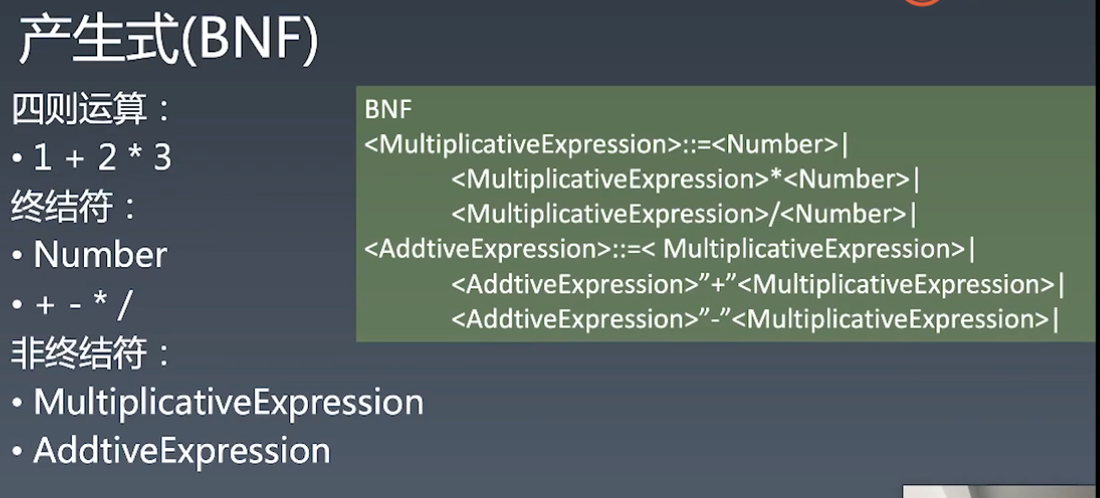 产生式(BNF)
四则运算：
• 1 + 2 * 3
终结符：
• Number
• + - * /
非终结符：
• MultiplicativeExpression
• AddtiveExpression
BNF
<MultiplicativeExpression>::=<Number>|
<MultiplicativeExpression>*<Number>|
<MultiplicativeExpression>/<Number>|
<AddtiveExpression>::=< MultiplicativeExpression>|
<AddtiveExpression>”+”<MultiplicativeExpression>|
<AddtiveExpression>”-”<MultiplicativeExpression>|